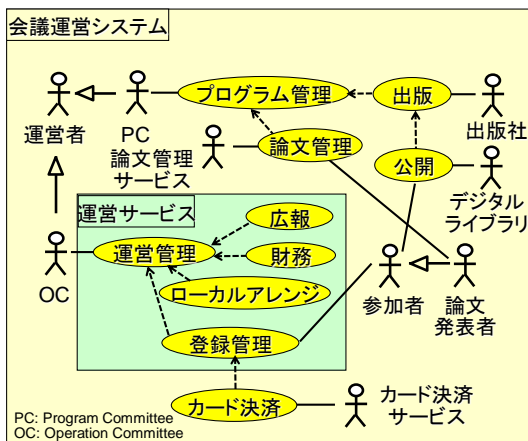 会議運営システム
プログラム管理
出版
運営者
PC
出版社
論文管理
サービス
論文管理
公開
デジタル
ライブラリ
運営サービス
広報
運営管理
財務
OC
ローカルアレンジ
参加者
論文
発表者
登録管理
カード決済
カード決済
サービス
PC: Program Committee
OC: Operation Committee